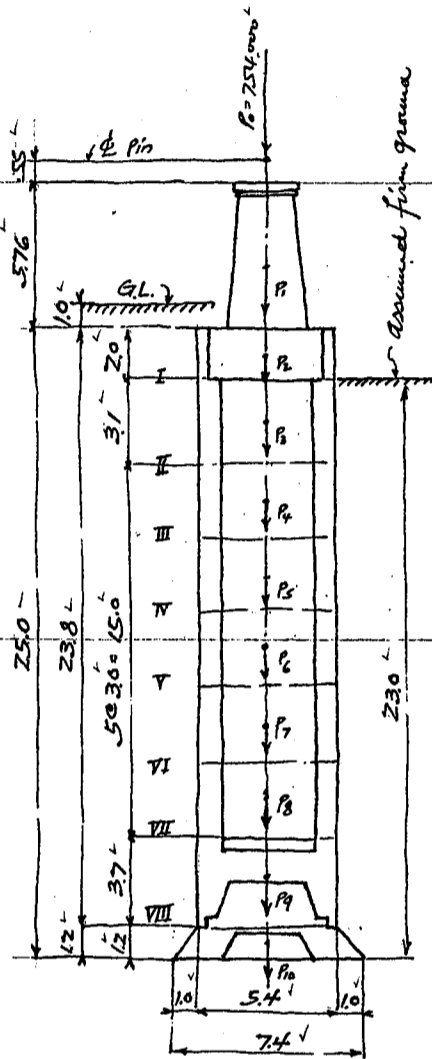 P₀=754,000
.55
℄ Pin
5.76
G.L.
1.0
P₁
assumed firm ground
2.0
P₂
I
3.1
P₃
II
P₄
III
P₅
IV
25.0
23.8
5@3.0=15.0
23.0
P₆
V
P₇
VI
P₈
VII
3.7
P₉
VIII
1.2
1.2
P₁₀
1.0
5.4
1.0
7.4